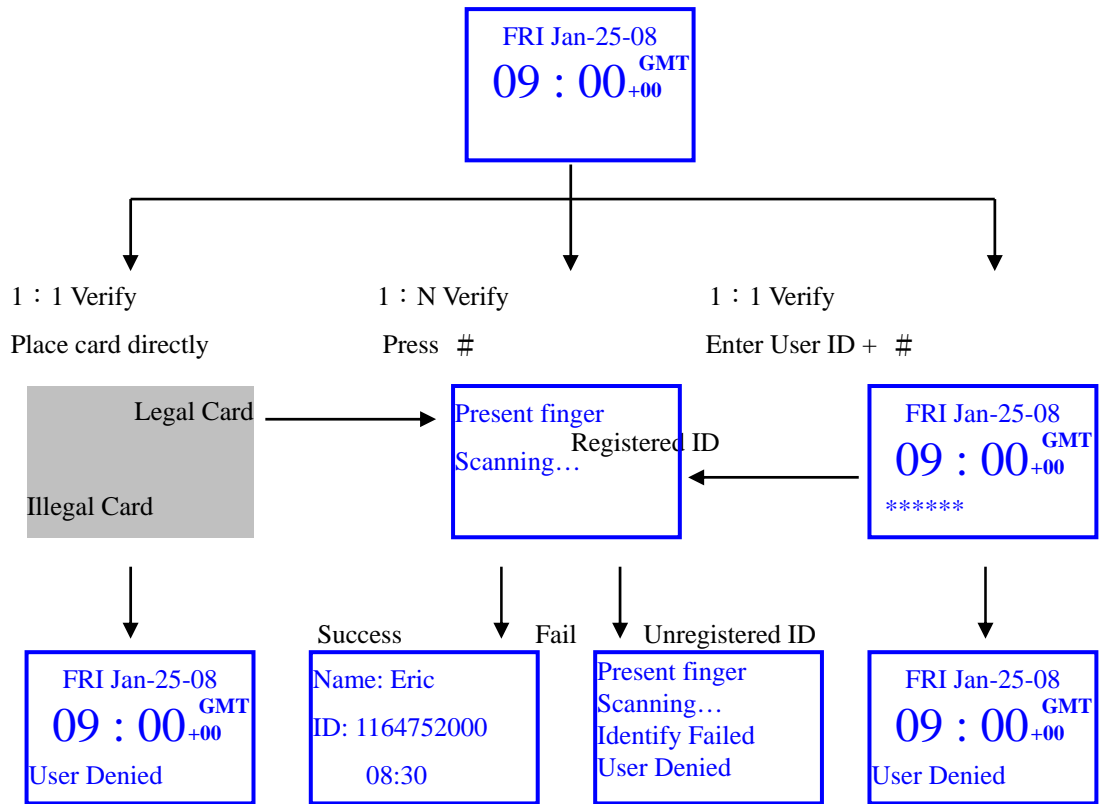 FRI Jan-25-08
09 : 00 GMT +00
1：1 Verify
Place card directly
1：N Verify
Press ＃
1：1 Verify
Enter User ID + ＃
Legal Card
Illegal Card
Present finger
Scanning…
Registered ID
FRI Jan-25-08
09 : 00 GMT +00
******
Success
Fail
Unregistered ID
FRI Jan-25-08
09 : 00 GMT +00
User Denied
Name: Eric
ID: 1164752000
08:30
Present finger
Scanning…
Identify Failed
User Denied
FRI Jan-25-08
09 : 00 GMT +00
User Denied